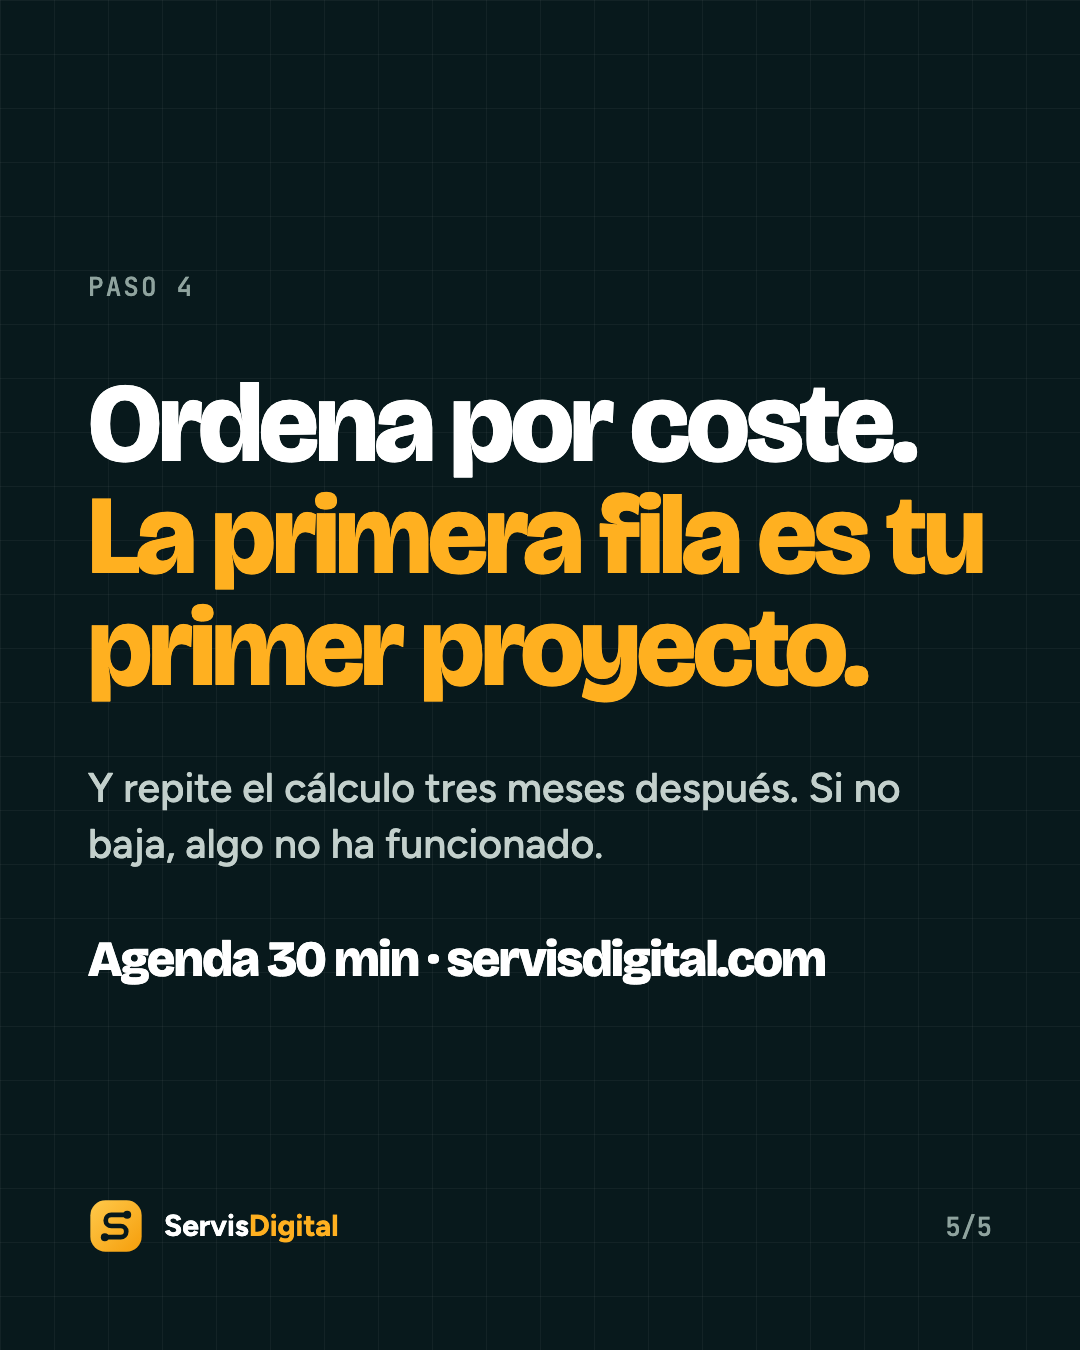 PASO 4
Ordena por coste.
La primera fila es tu
primer proyecto.
Y repite el cálculo tres meses después. Si no
baja, algo no ha funcionado.
Agenda 30 min · servisdigital.com
ServisDigital
5/5